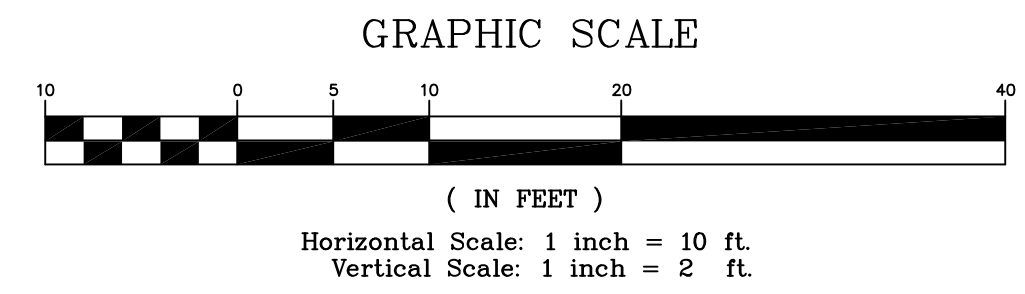 GRAPHIC SCALE
10 0 5 10 20 40
( IN FEET )
Horizontal Scale: 1 inch = 10 ft.
Vertical Scale: 1 inch = 2 ft.